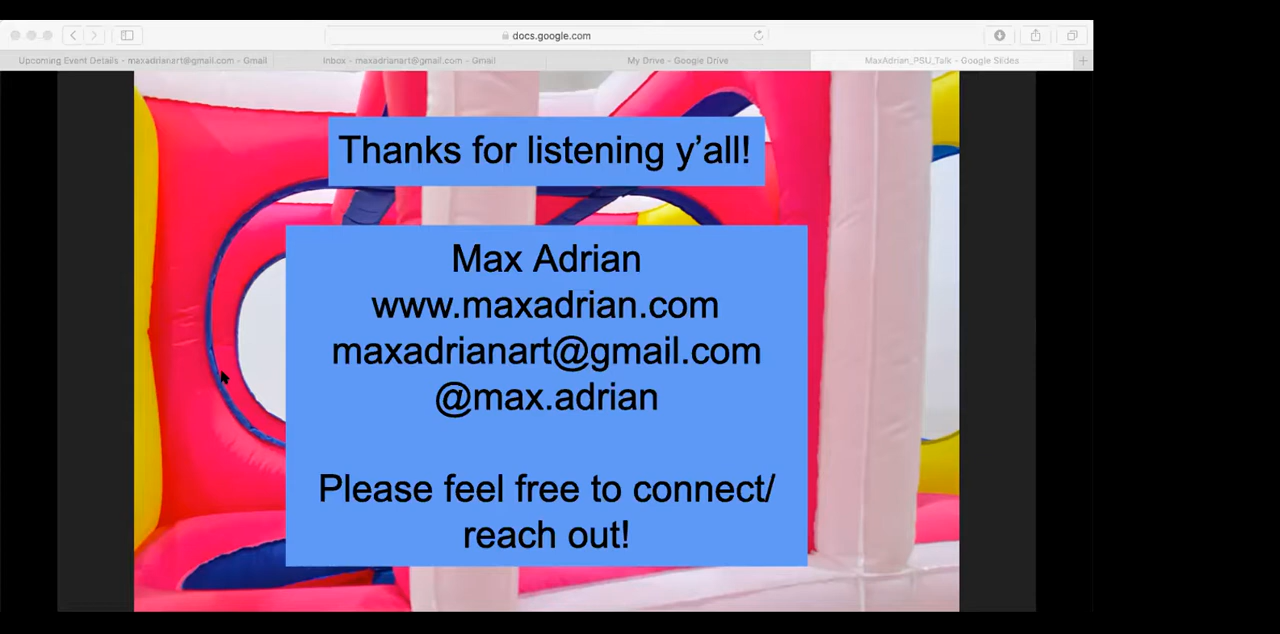 docs.google.com
Upcoming Event Details - maxadrianart@gmail.com - Gmail
Inbox - maxadrianart@gmail.com - Gmail
My Drive - Google Drive
MaxAdrian_PSU_Talk - Google Slides
Thanks for listening y’all!
Max Adrian
www.maxadrian.com
maxadrianart@gmail.com
@max.adrian
Please feel free to connect/
reach out!